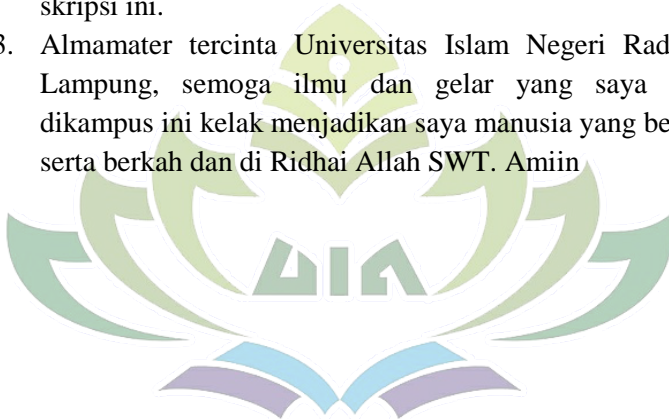 skripsi ini.
3. Almamater tercinta Universitas Islam Negeri Rad
Lampung, semoga ilmu dan gelar yang saya
dikampus ini kelak menjadikan saya manusia yang be
serta berkah dan di Ridhai Allah SWT. Amiin
UIN